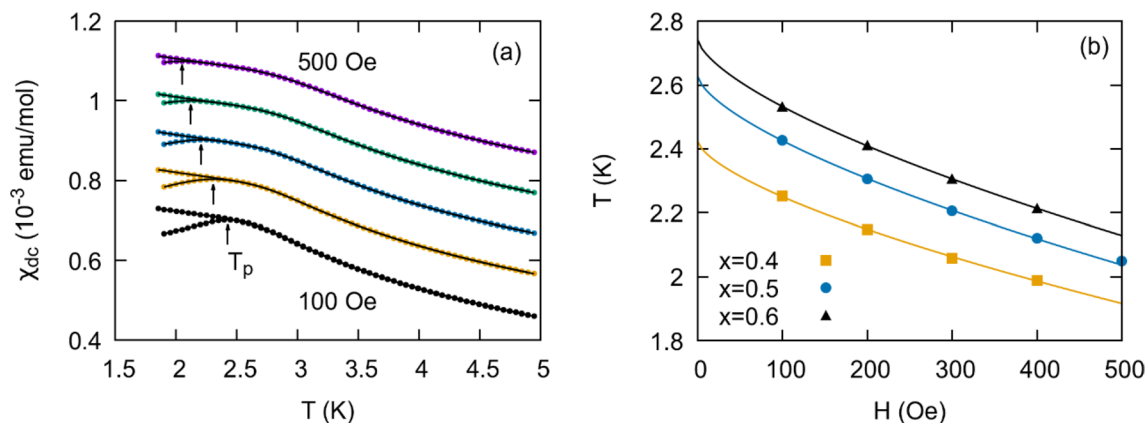 1.2
1
0.8
0.6
0.4
χdc (10⁻³ emu/mol)
(a)
500 Oe
Tp
100 Oe
1.5 2 2.5 3 3.5 4 4.5 5
T (K)
2.8
2.6
2.4
2.2
2
1.8
T (K)
(b)
x=0.4
x=0.5
x=0.6
0 100 200 300 400 500
H (Oe)